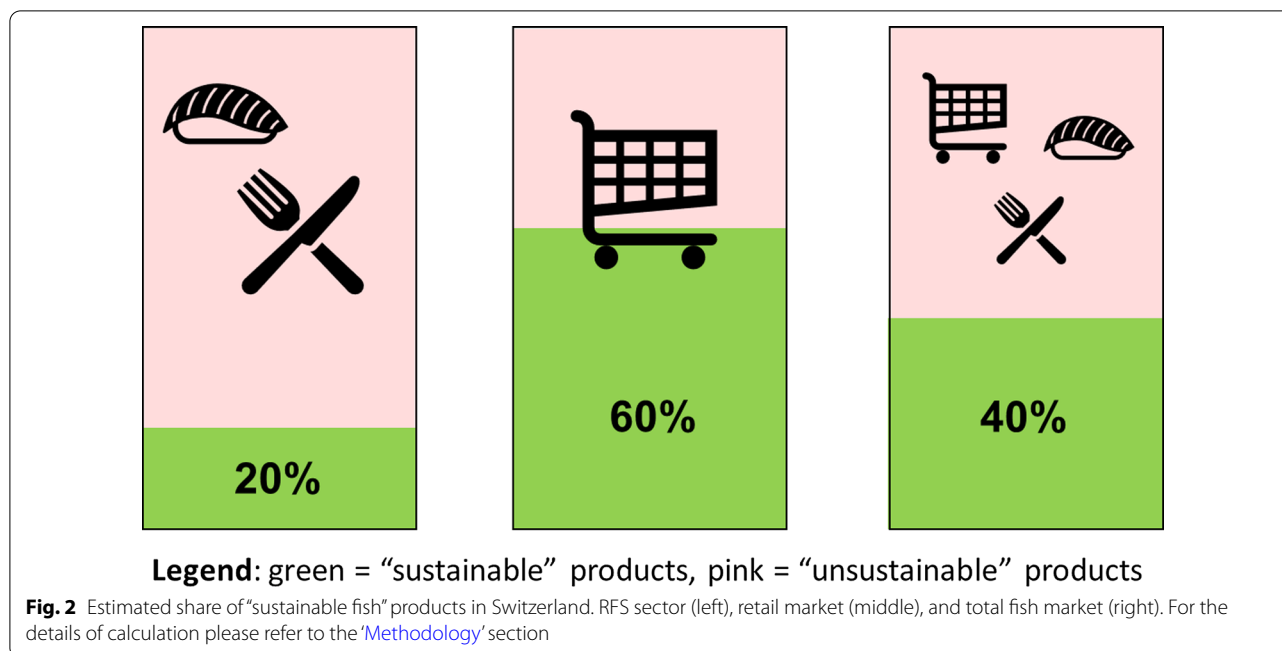 20%
60%
40%
Legend: green = “sustainable” products, pink = “unsustainable” products
Fig. 2 Estimated share of “sustainable fish” products in Switzerland. RFS sector (left), retail market (middle), and total fish market (right). For the
details of calculation please refer to the ‘Methodology’ section